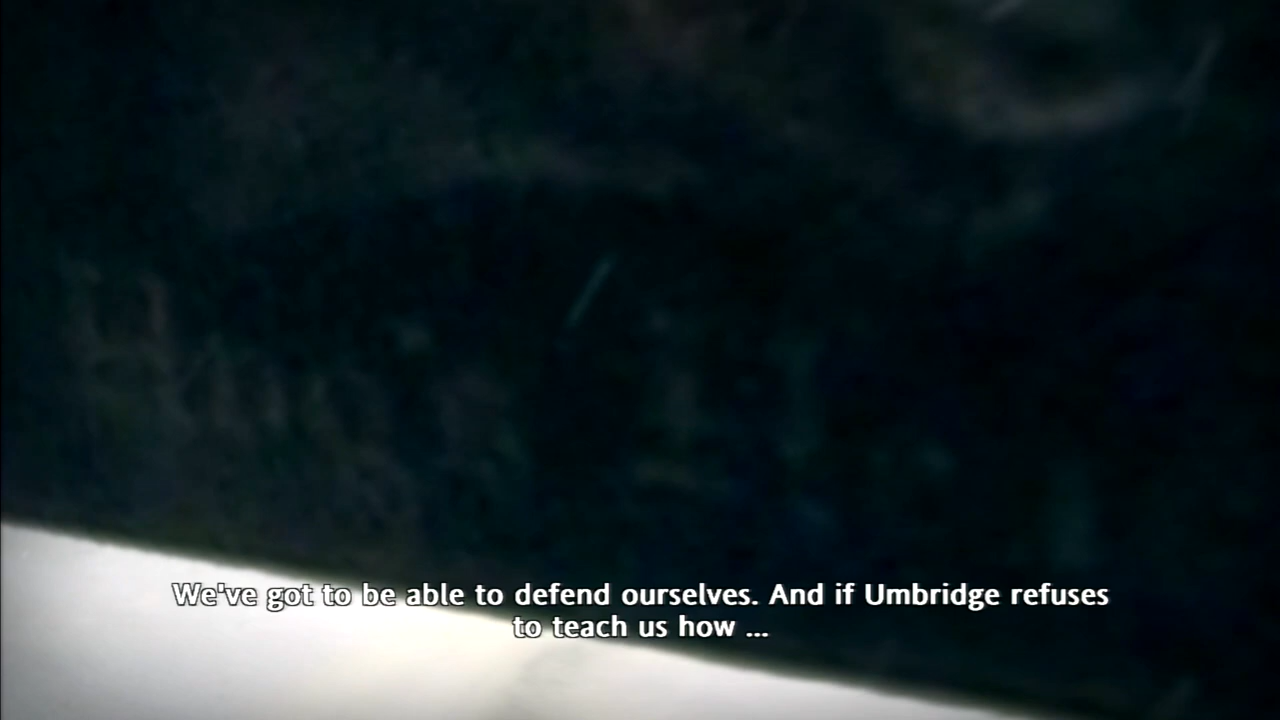 We've got to be able to defend ourselves. And if Umbridge refuses
to teach us how ...